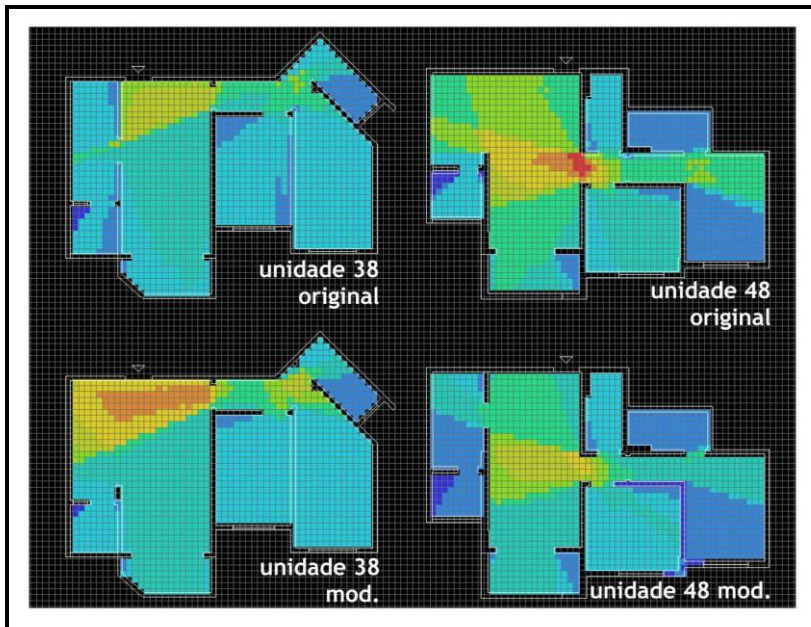 unidade 38
original
unidade 48
original
unidade 38
mod.
unidade 48 mod.